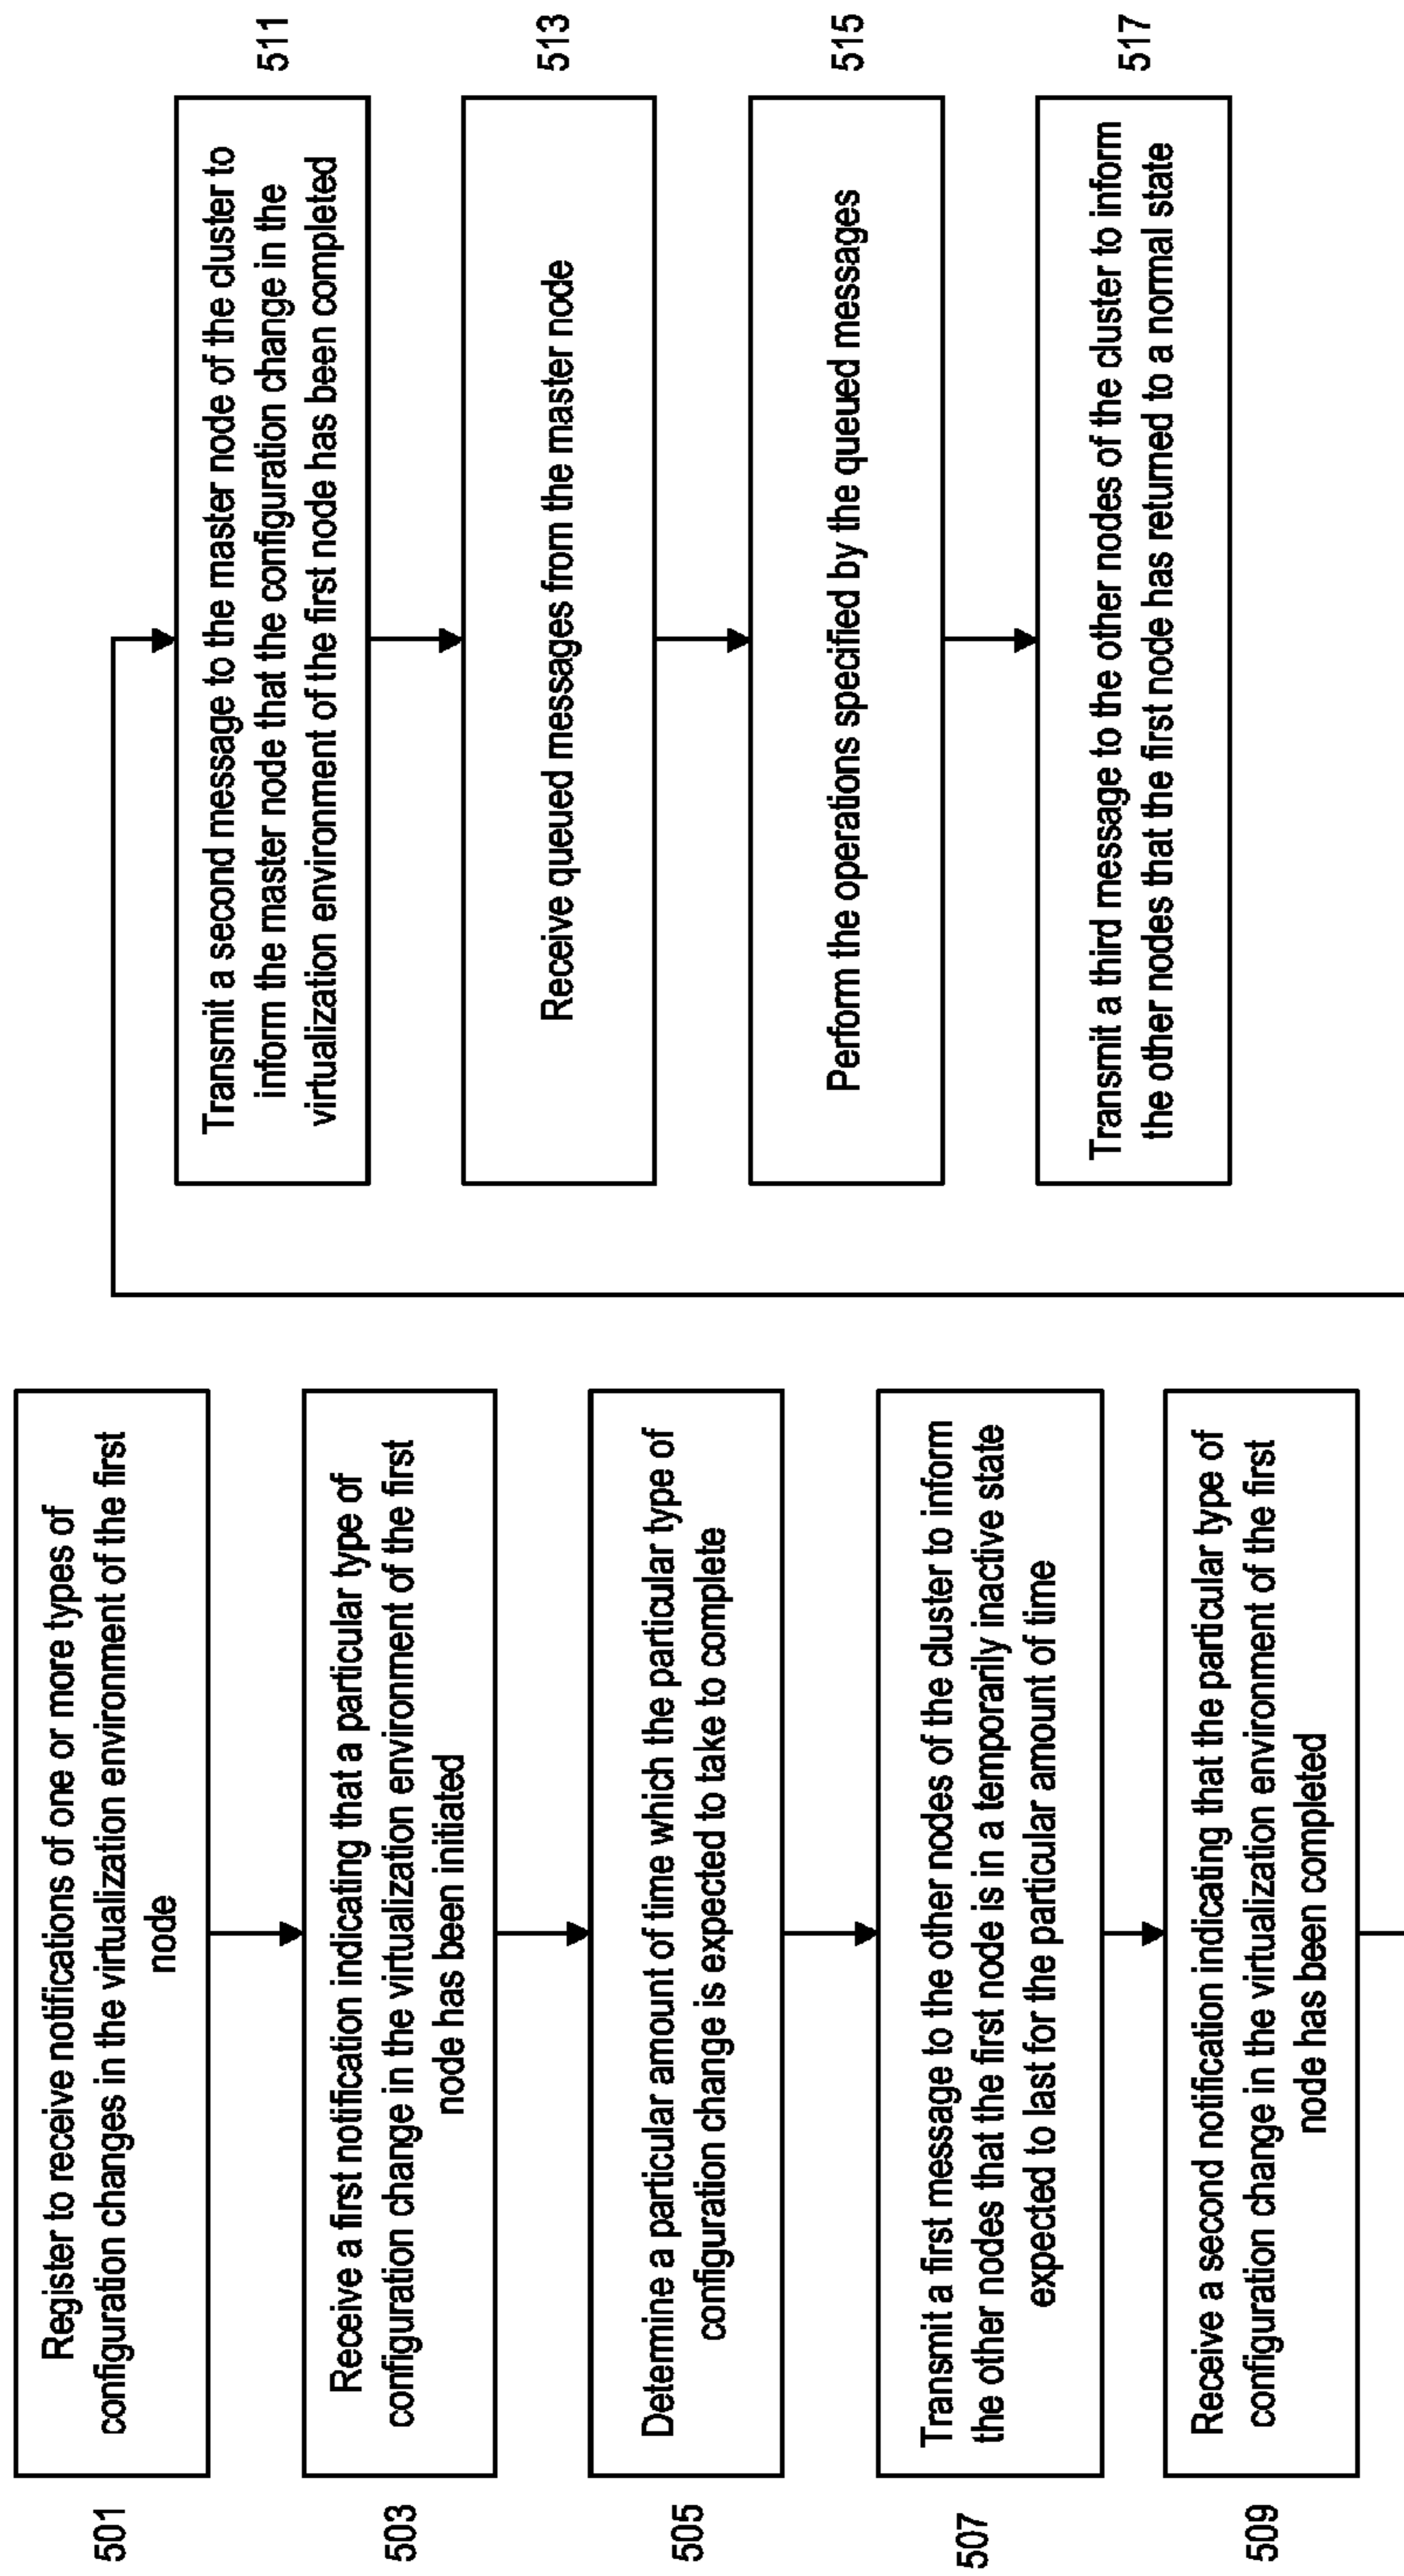 501
Register to receive notifications of one or more types of
configuration changes in the virtualization environment of the first
node
503
Receive a first notification indicating that a particular type of
configuration change in the virtualization environment of the first
node has been initiated
505
Determine a particular amount of time which the particular type of
configuration change is expected to take to complete
507
Transmit a first message to the other nodes of the cluster to inform
the other nodes that the first node is in a temporarily inactive state
expected to last for the particular amount of time
509
Receive a second notification indicating that the particular type of
configuration change in the virtualization environment of the first
node has been completed
511
Transmit a second message to the master node of the cluster to
inform the master node that the configuration change in the
virtualization environment of the first node has been completed
513
Receive queued messages from the master node
515
Perform the operations specified by the queued messages
517
Transmit a third message to the other nodes of the cluster to inform
the other nodes that the first node has returned to a normal state